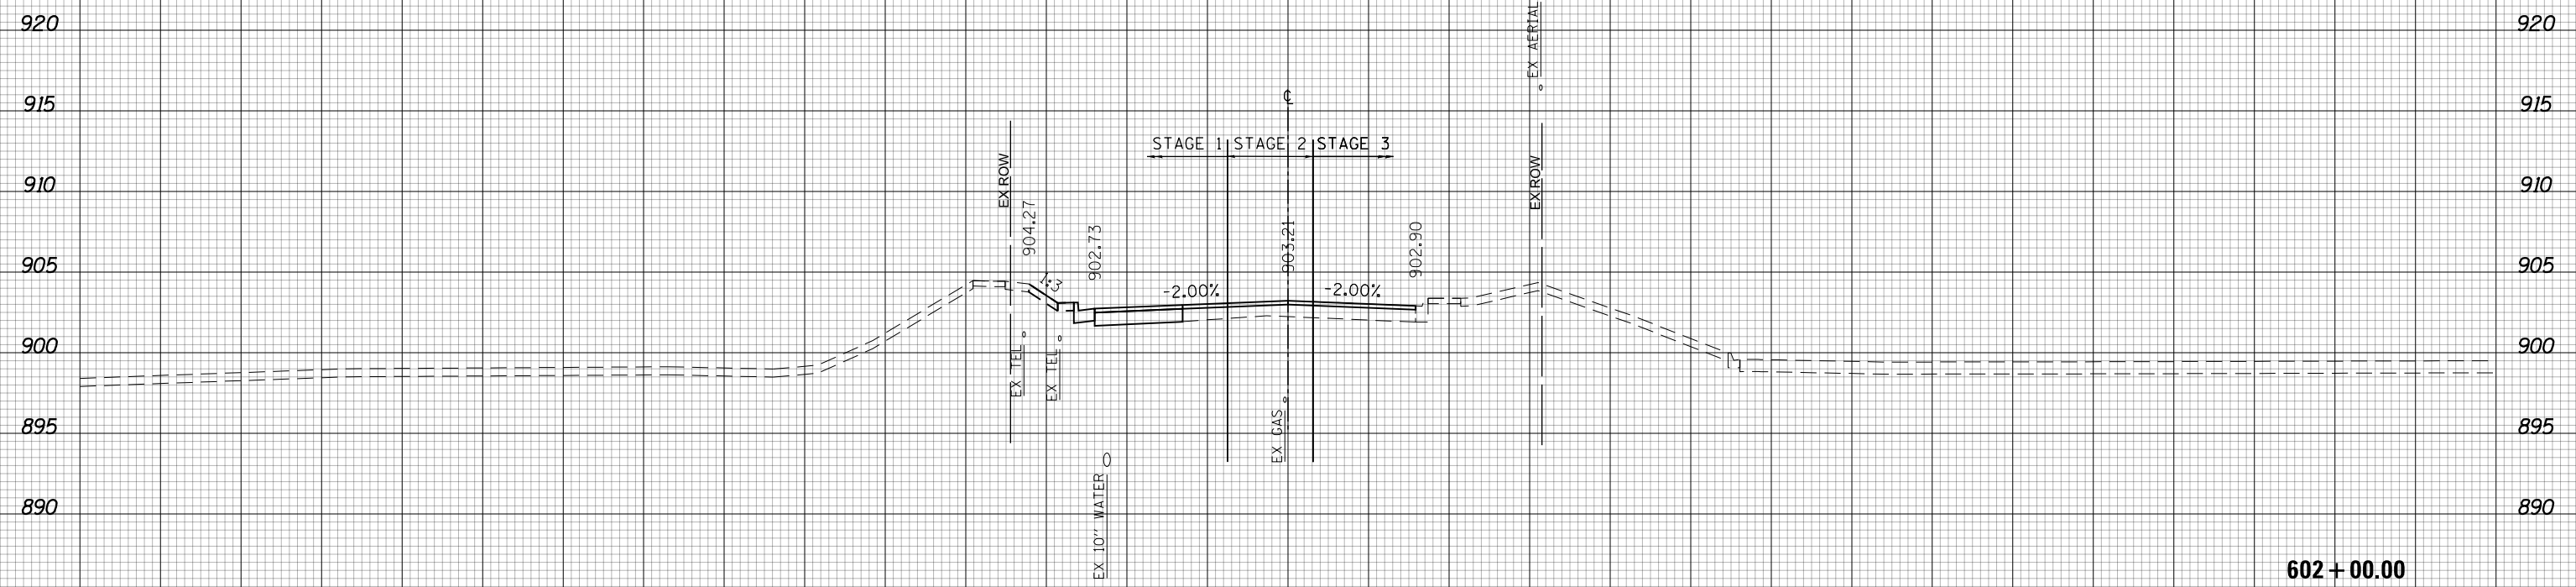 920
EX AERIAL
920
915
℄
915
STAGE 1
STAGE 2
STAGE 3
910
EX ROW
EX ROW
910
904.27
902.73
903.21
902.90
905
1:3
-2.00%
-2.00%
905
900
EX TEL
EX TEL
900
895
EX GAS
895
890
EX 10" WATER
890
602+00.00